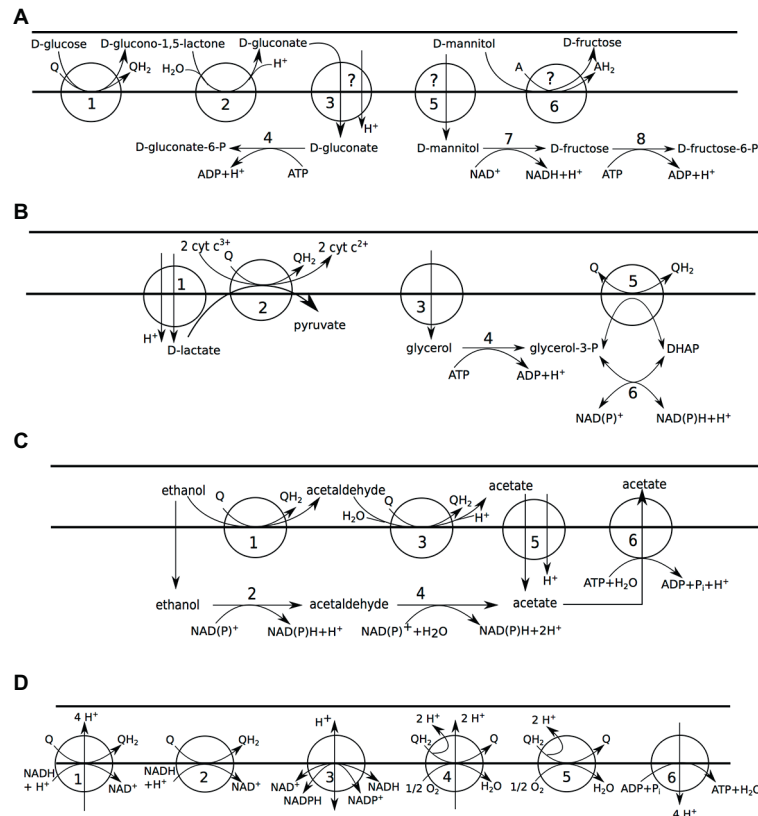 A
D-glucose D-glucono-1,5-lactone D-gluconate D-mannitol D-fructose
Q QH₂ H₂O H⁺ ? ? A ? AH₂
1 2 3 5 6
H⁺
D-gluconate-6-P 4 D-gluconate D-mannitol 7 D-fructose 8 D-fructose-6-P
ADP+H⁺ ATP NAD⁺ NADH+H⁺ ATP ADP+H⁺
B
2 cyt c³⁺ 2 cyt c²⁺
Q QH₂ Q QH₂
1 2 3 5
pyruvate
H⁺ D-lactate glycerol 4 glycerol-3-P DHAP
ATP ADP+H⁺
6
NAD(P)⁺ NAD(P)H+H⁺
C
ethanol Q QH₂ acetaldehyde Q QH₂ acetate acetate
H₂O H⁺
1 3 5 6
H⁺ ATP+H₂O ADP+Pᵢ+H⁺
ethanol 2 acetaldehyde 4 acetate
NAD(P)⁺ NAD(P)H+H⁺ NAD(P)⁺+H₂O NAD(P)H+2H⁺
D
4 H⁺ H⁺ 2 H⁺ 2 H⁺ 2 H⁺
Q QH₂ Q QH₂ QH₂ Q QH₂ Q
1 2 3 4 5 6
NADH + H⁺ NAD⁺ NADH +H⁺ NAD⁺ NAD⁺ NADH 1/2 O₂ H₂O 1/2 O₂ H₂O ADP+Pᵢ ATP+H₂O
NADPH NADP⁺
4 H⁺